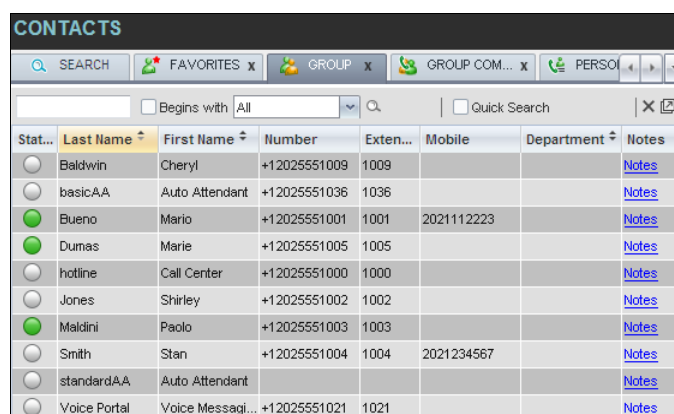 CONTACTS
SEARCH FAVORITES x GROUP x GROUP COM... x PERSO
Begins with All Quick Search
Stat... Last Name First Name Number Exten... Mobile Department Notes
Baldwin Cheryl +12025551009 1009 Notes
basicAA Auto Attendant +12025551036 1036 Notes
Bueno Mario +12025551001 1001 2021112223 Notes
Dumas Marie +12025551005 1005 Notes
hotline Call Center +12025551000 1000 Notes
Jones Shirley +12025551002 1002 Notes
Maldini Paolo +12025551003 1003 Notes
Smith Stan +12025551004 1004 2021234567 Notes
standardAA Auto Attendant Notes
Voice Portal Voice Messagi... +12025551021 1021 Notes